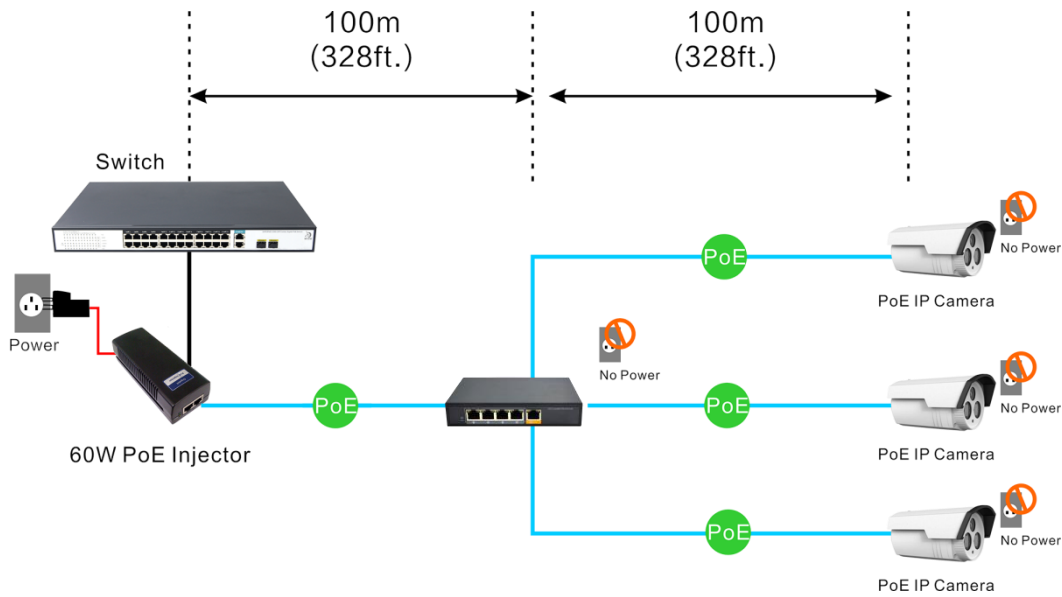 100m
(328ft.)
100m
(328ft.)
Switch
PoE
No Power
PoE IP Camera
Power
No Power
PoE
PoE
No Power
PoE IP Camera
60W PoE Injector
PoE
No Power
PoE IP Camera